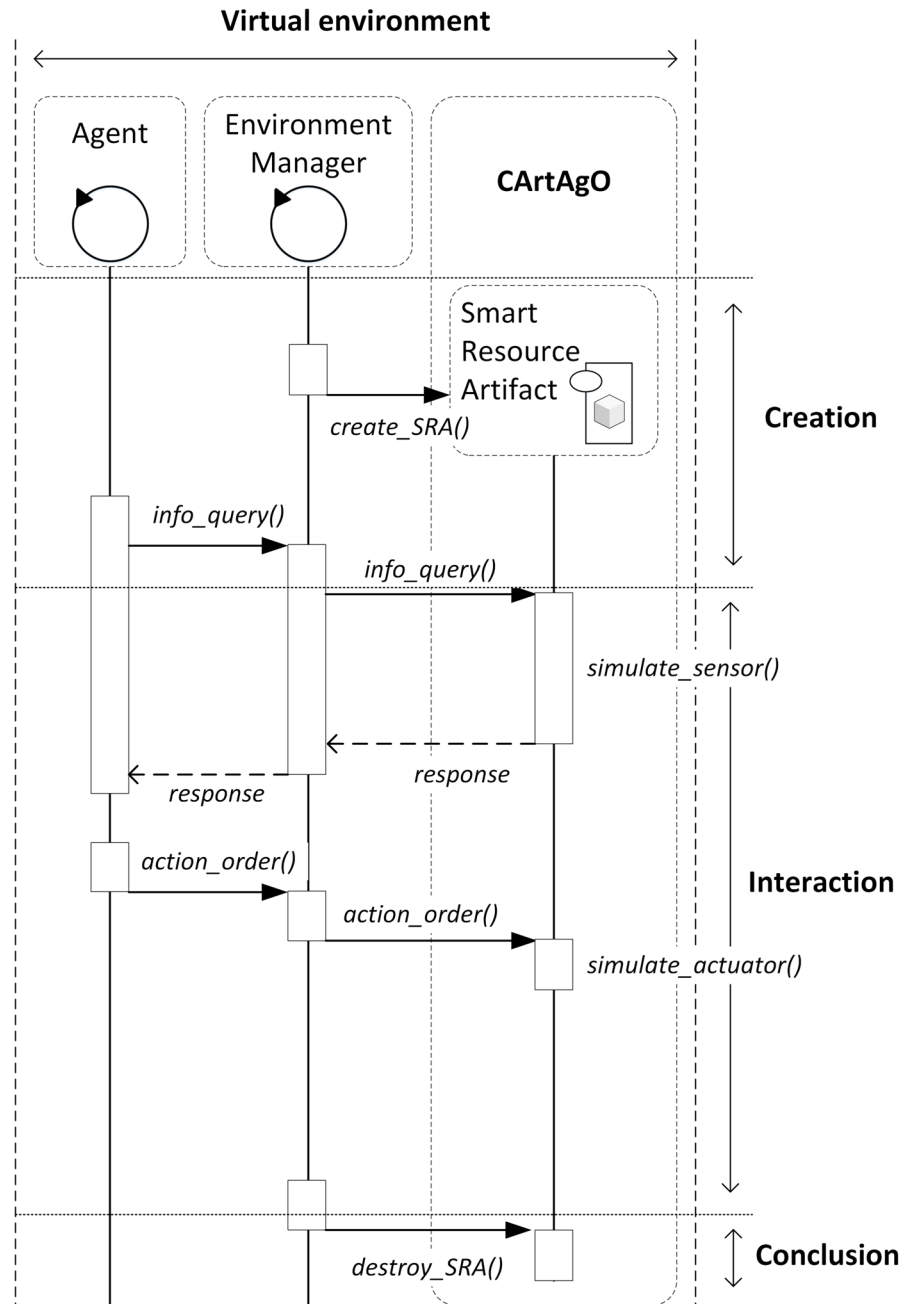 Virtual environment
Agent
Environment
Manager
CArtAgO
Smart
Resource
Artifact
create_SRA()
Creation
info_query()
info_query()
simulate_sensor()
response
response
action_order()
Interaction
action_order()
simulate_actuator()
destroy_SRA()
Conclusion